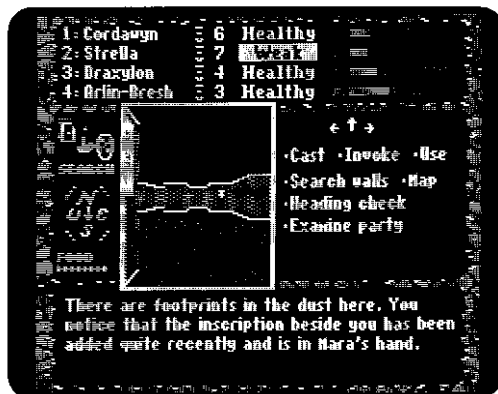 1: Cordawyn 6 Healthy
2: Strella 7 Weak
3: Draxylon 4 Healthy
4: Arlin-Bresh 3 Healthy
← ↑ →
·Cast ·Invoke ·Use
·Search walls ·Map
·Heading check
·Examine party
FOOD
There are footprints in the dust here. You
notice that the inscription beside you has been
added quite recently and is in Mara's hand.